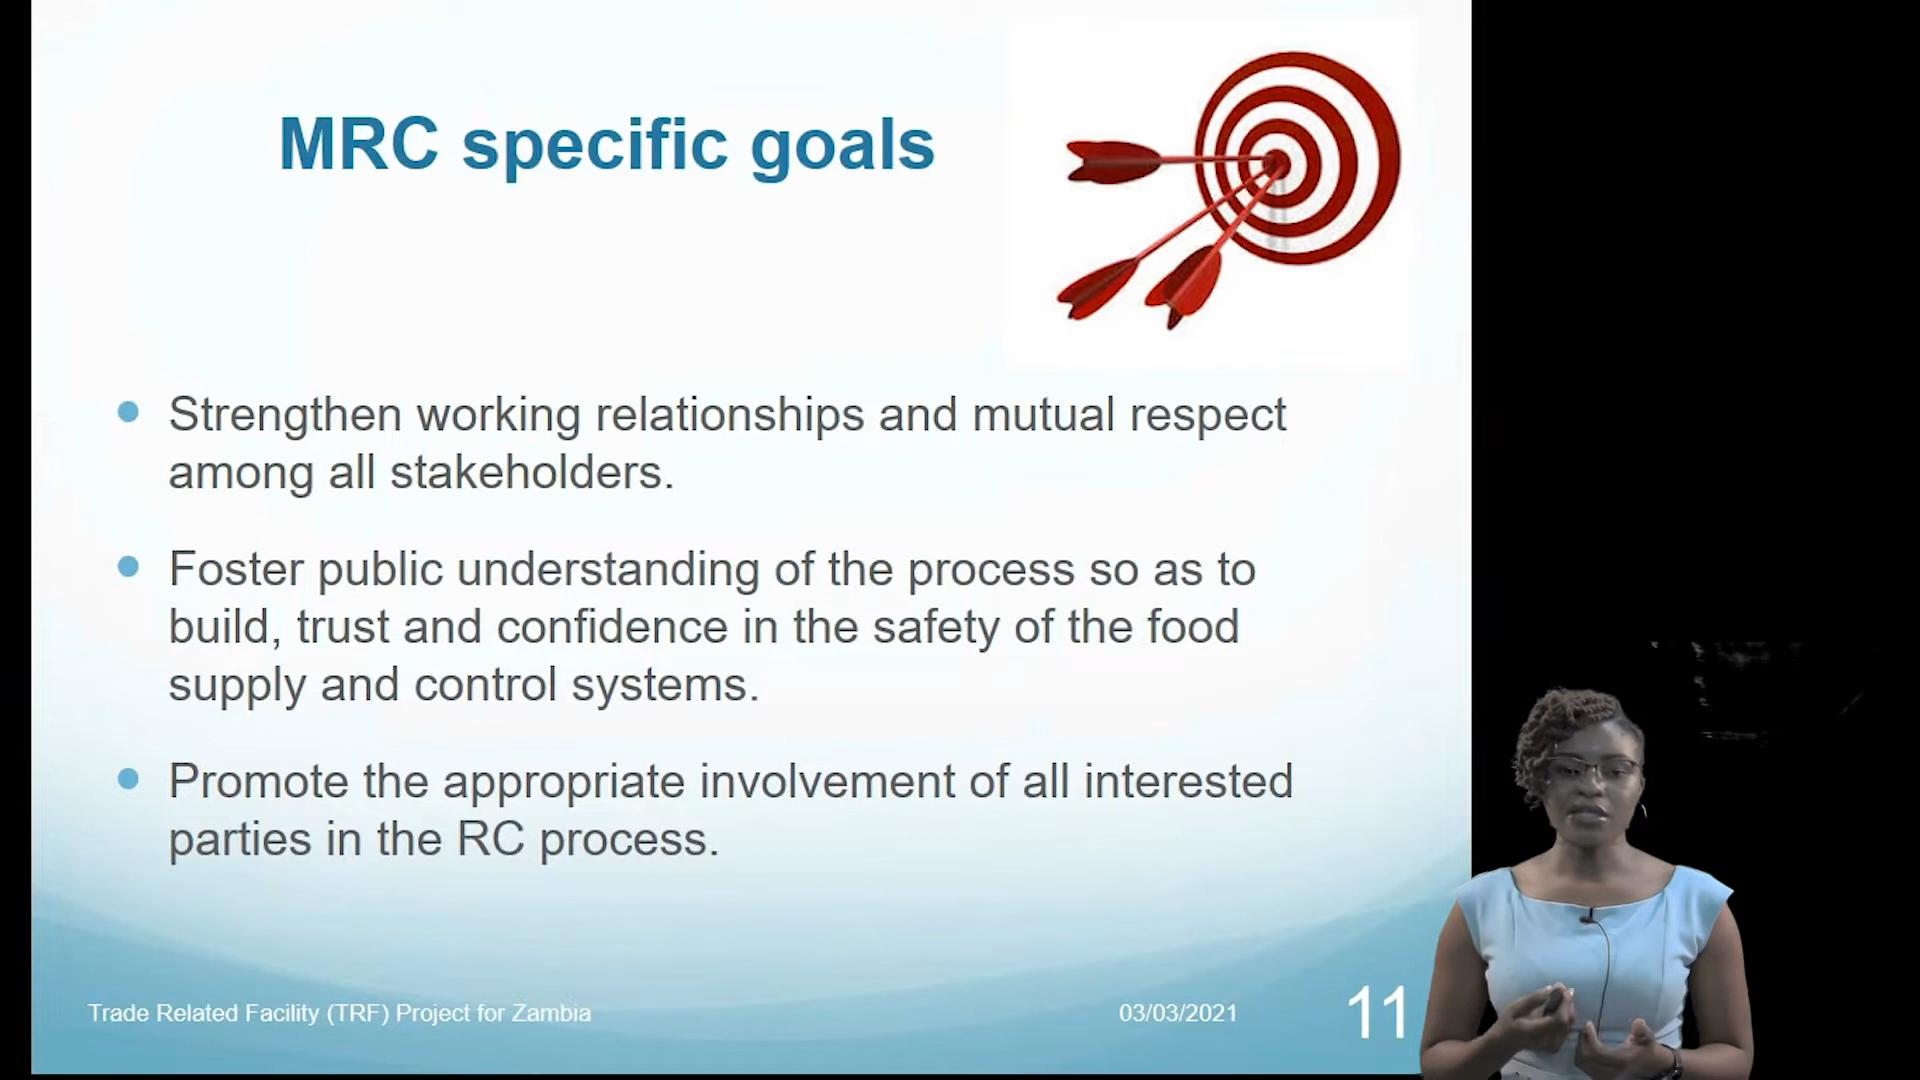 MRC specific goals
Strengthen working relationships and mutual respect
among all stakeholders.
Foster public understanding of the process so as to
build, trust and confidence in the safety of the food
supply and control systems.
Promote the appropriate involvement of all interested
parties in the RC process.
Trade Related Facility (TRF) Project for Zambia
03/03/2021
11